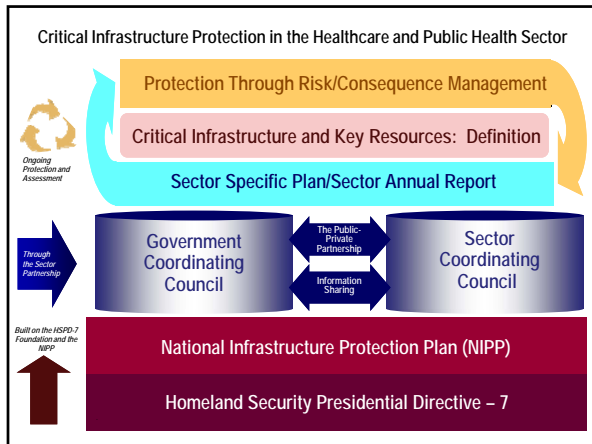 Critical Infrastructure Protection in the Healthcare and Public Health Sector
Protection Through Risk/Consequence Management
Critical Infrastructure and Key Resources: Definition
Ongoing
Protection and
Assessment
Sector Specific Plan/Sector Annual Report
Through
the Sector
Partnership
Government
Coordinating
Council
The Public-
Private
Partnership
Information
Sharing
Sector
Coordinating
Council
Built on the HSPD-7
Foundation and the
NIPP
National Infrastructure Protection Plan (NIPP)
Homeland Security Presidential Directive – 7